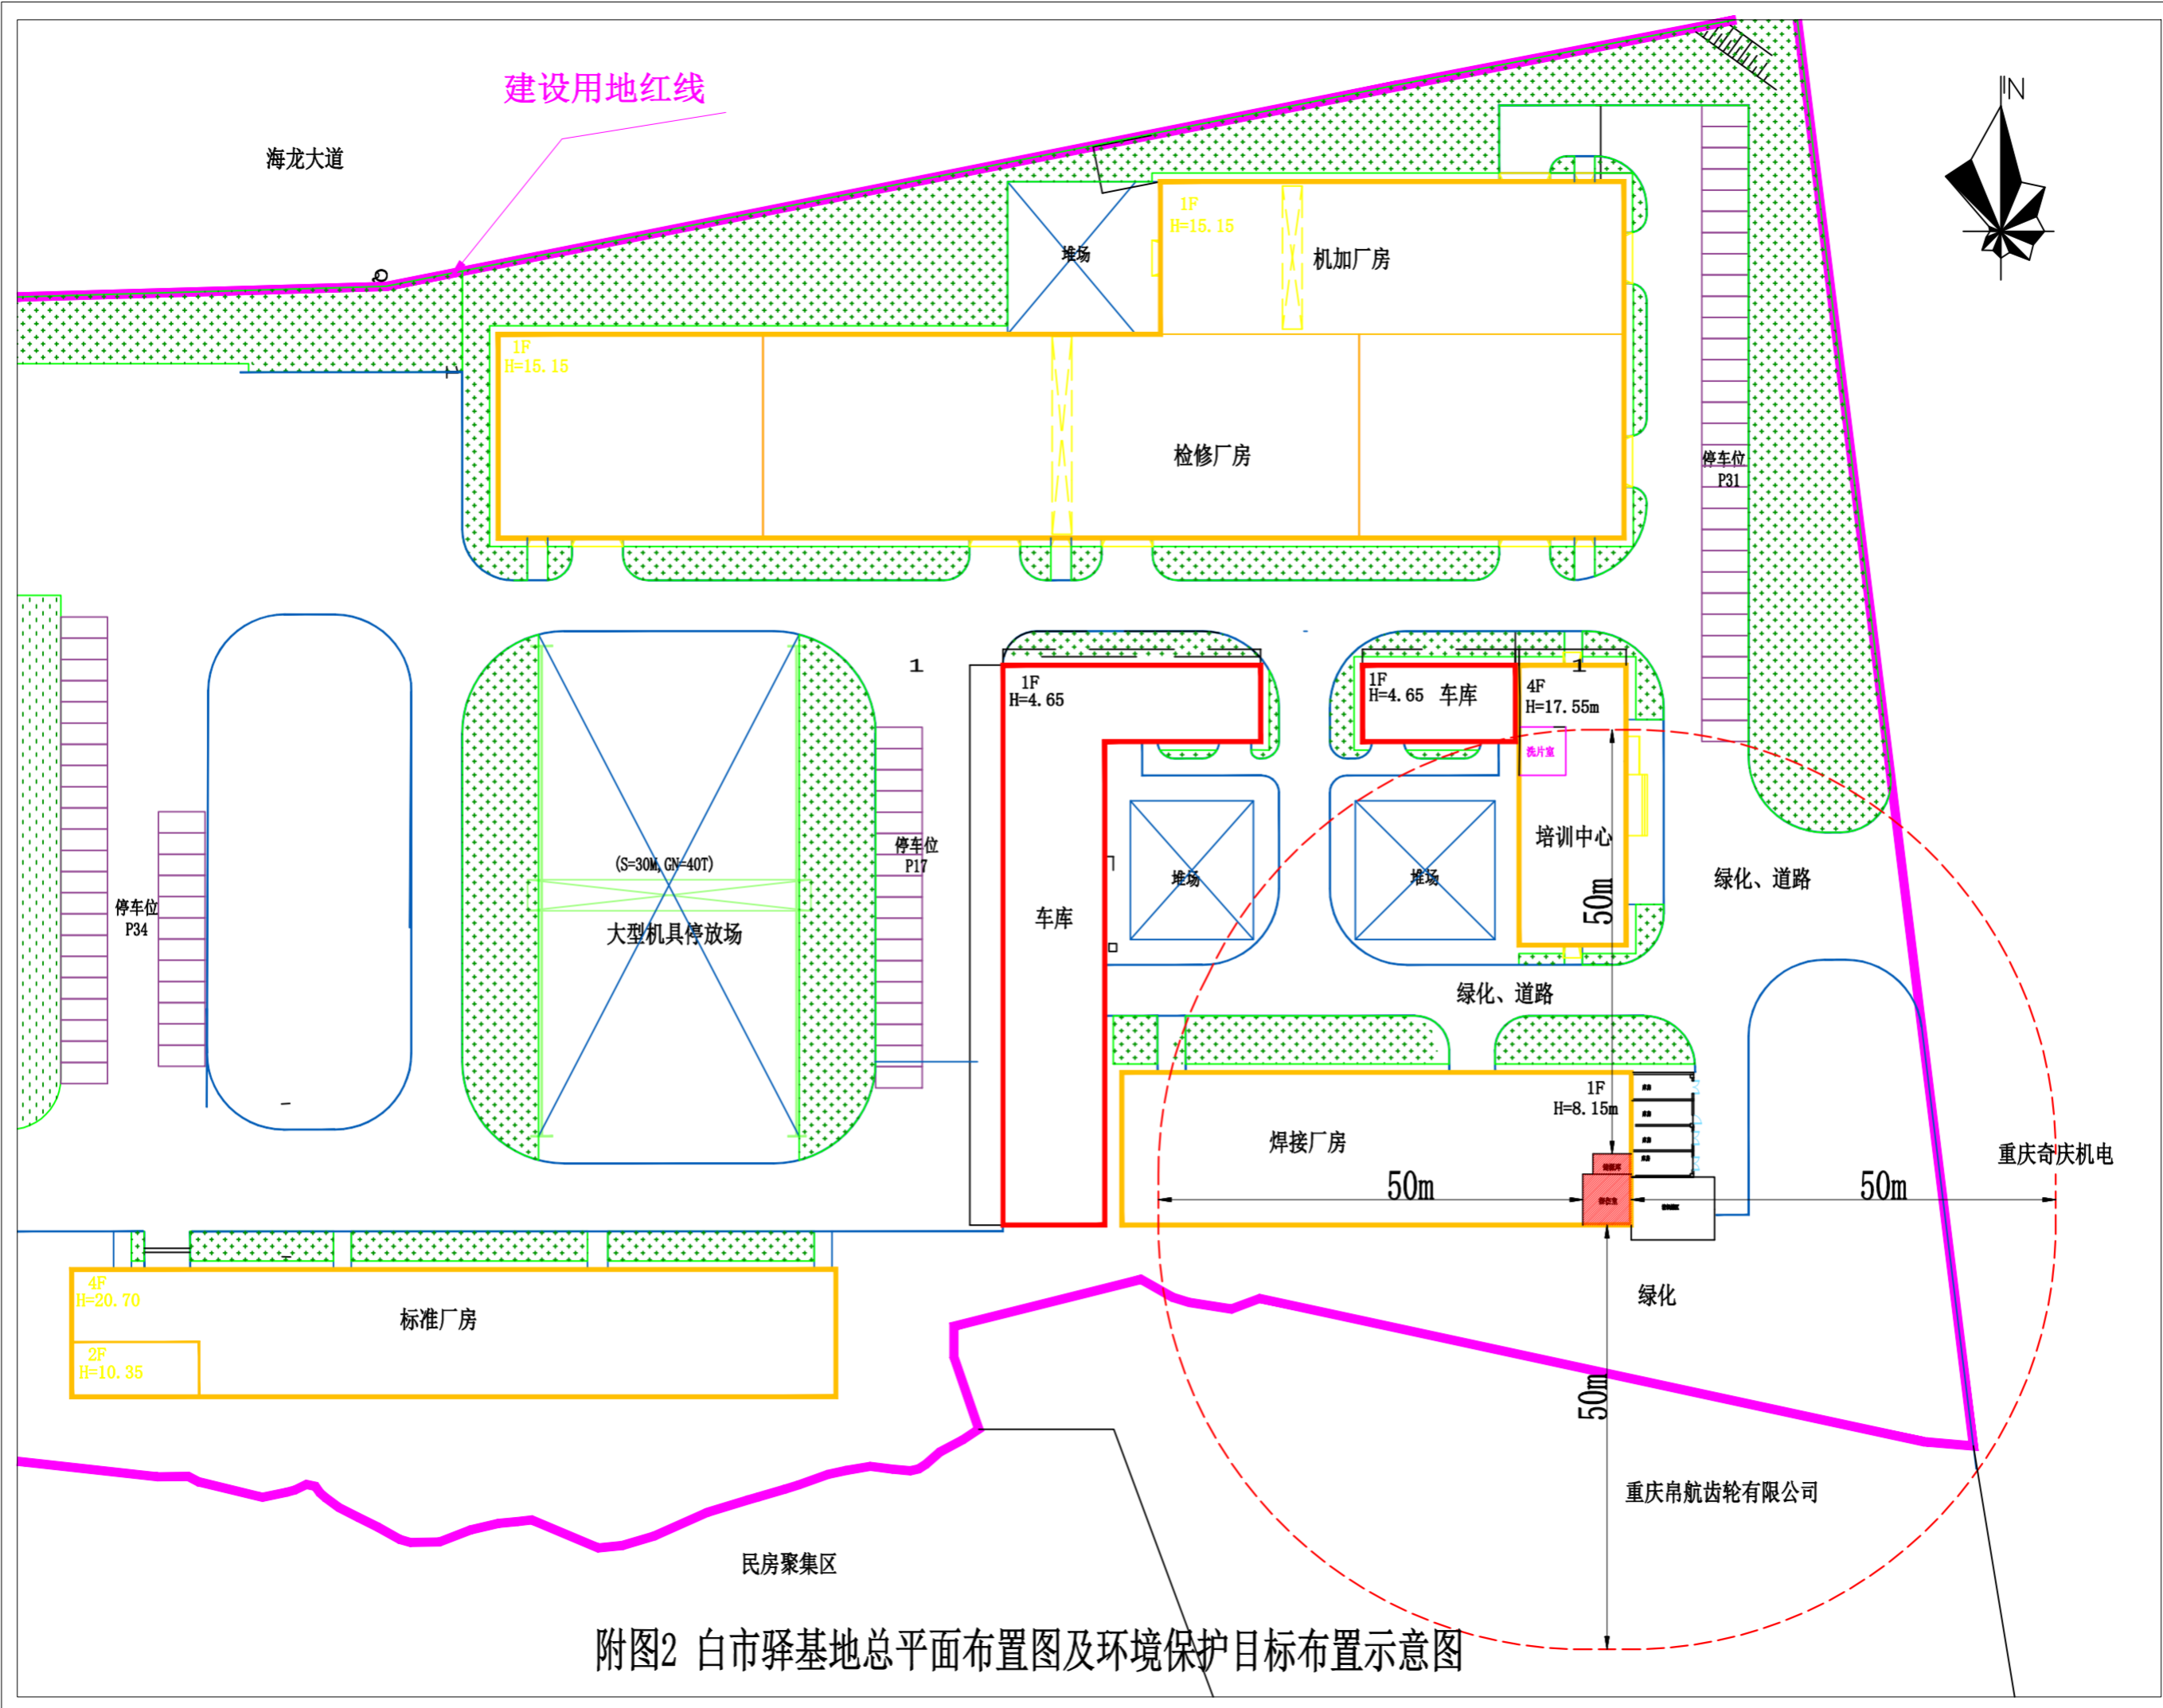 建设用地红线
海龙大道
N
1F
H=15.15
堆场
机加厂房
1F
H=15.15
检修厂房
停车位
P31
1
1F
H=4.65
1F
H=4.65
车库
1
4F
H=17.55m
洗片室
停车位
P17
(S=30M,GN=40T)
堆场
堆场
培训中心
50m
绿化、道路
停车位
P34
大型机具停放场
车库
绿化、道路
1F
H=8.15m
焊接厂房
重庆奇庆机电
50m
50m
绿化
4F
H=20.70
标准厂房
2F
H=10.35
50m
重庆帛航齿轮有限公司
民房聚集区
附图2 白市驿基地总平面布置图及环境保护目标布置示意图